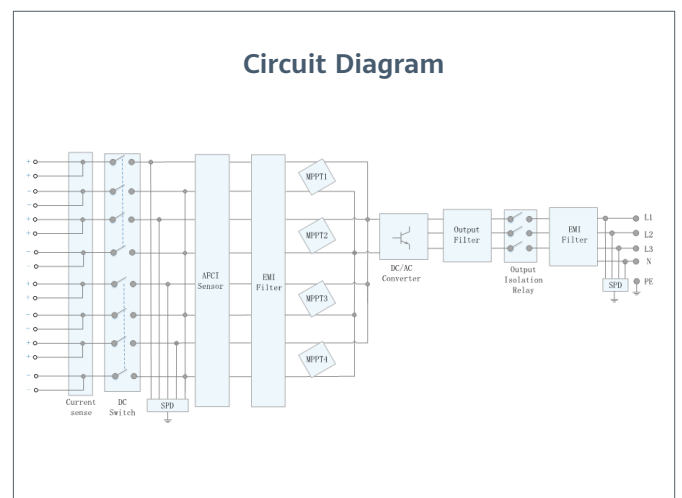 Circuit Diagram
+
+
-
-
+
+
-
-
+
+
-
-
+
+
-
-
Current
sense
DC
Switch
SPD
AFCI
Sensor
EMI
Filter
MPPT1
MPPT2
MPPT3
MPPT4
DC/AC
Converter
Output
Filter
Output
Isolation
Relay
EMI
Filter
SPD
L1
L2
L3
N
PE